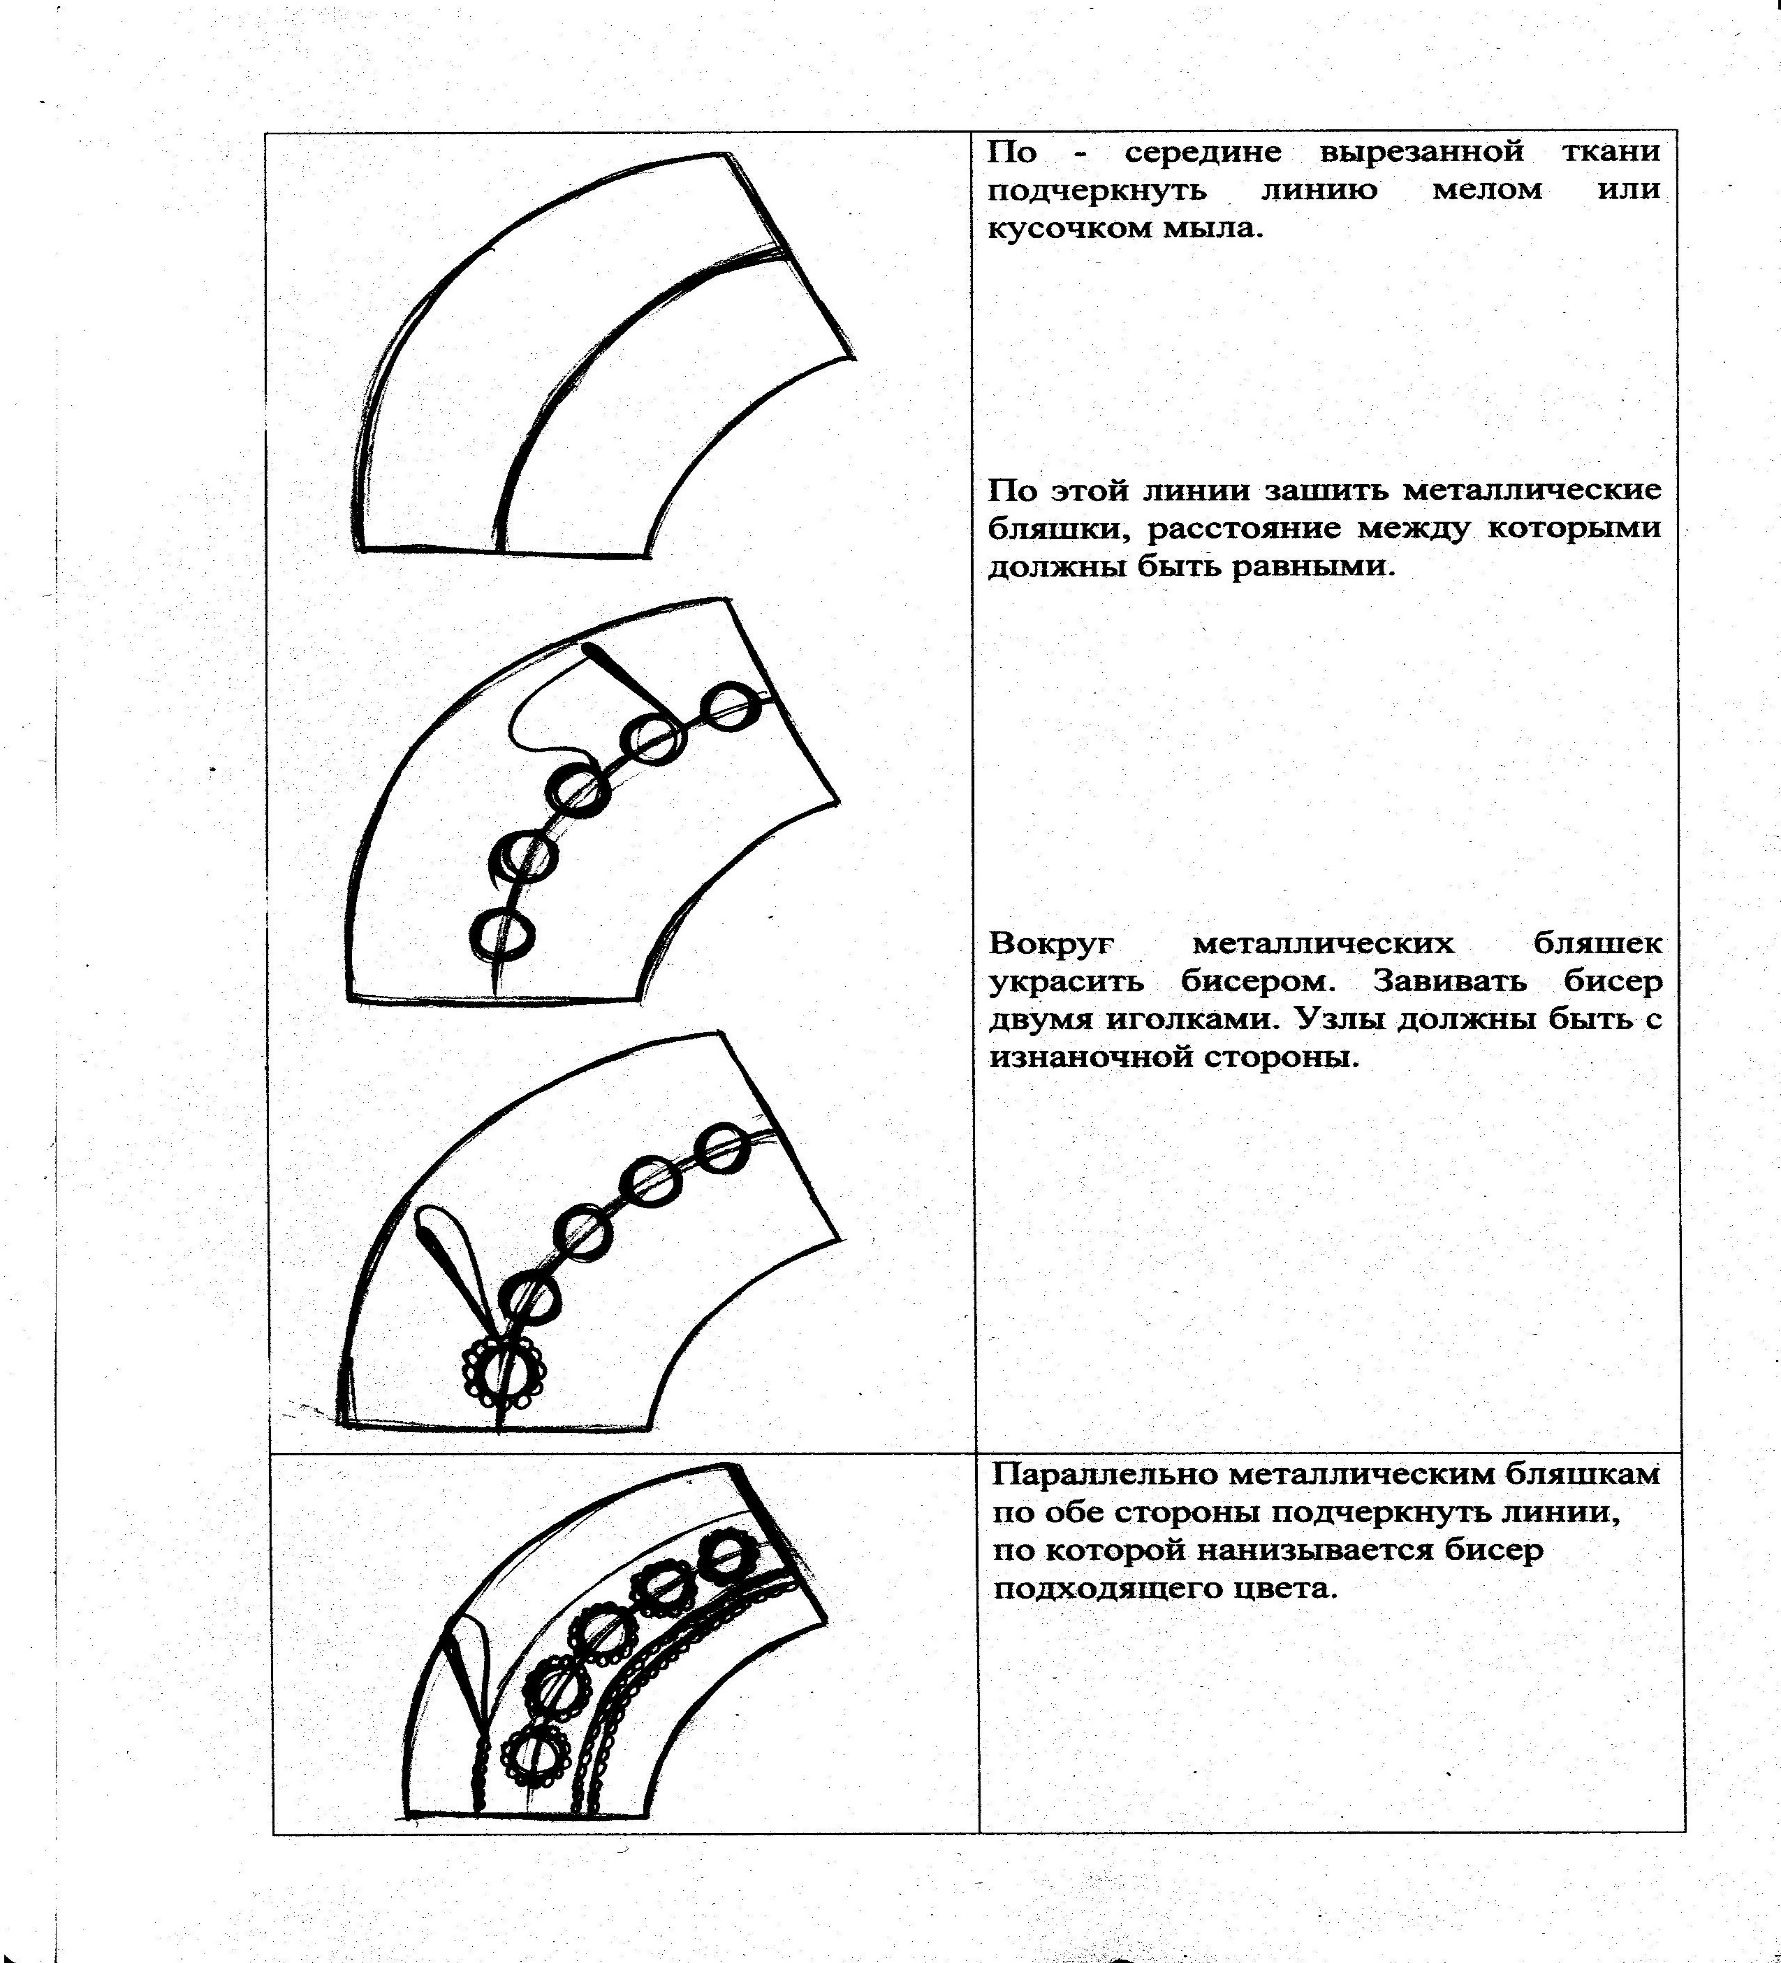 По - середине вырезанной ткани
подчеркнуть линию мелом или
кусочком мыла.
По этой линии зашить металлические
бляшки, расстояние между которыми
должны быть равными.
Вокруг металлических бляшек
украсить бисером. Завивать бисер
двумя иголками. Узлы должны быть с
изнаночной стороны.
Параллельно металлическим бляшкам
по обе стороны подчеркнуть линии,
по которой нанизывается бисер
подходящего цвета.